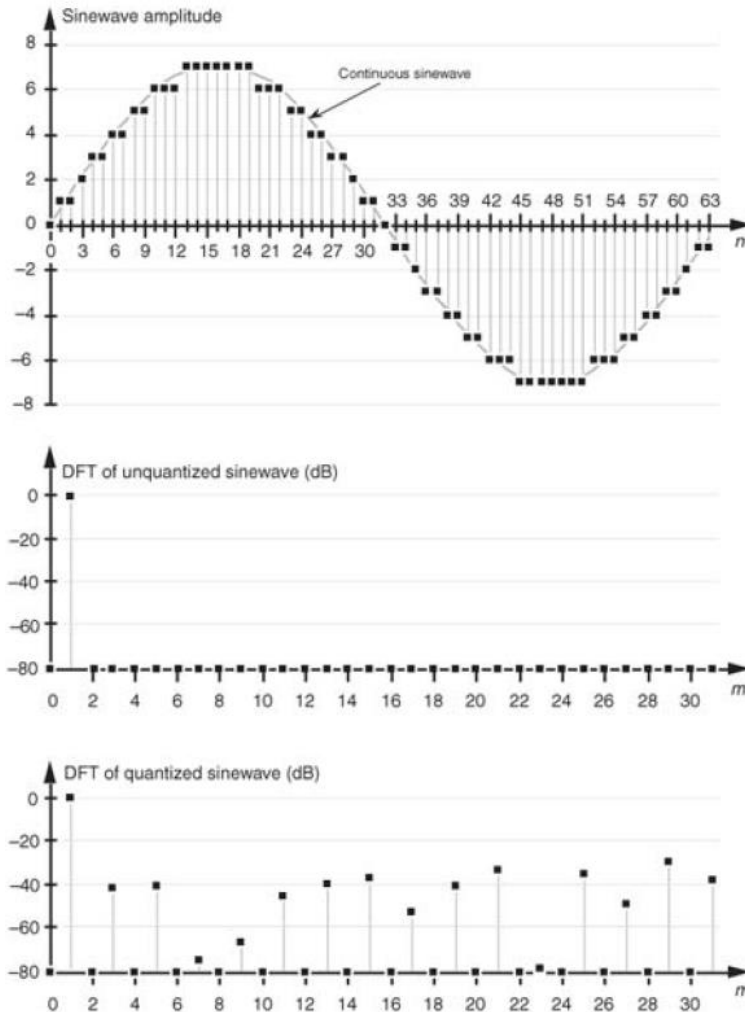 Sinewave amplitude
8
Continuous sinewave
6
4
2
33 36 39 42 45 48 51 54 57 60 63
0
0 3 6 9 12 15 18 21 24 27 30
n
−2
−4
−6
−8
DFT of unquantized sinewave (dB)
0
−20
−40
−60
−80
m
0 2 4 6 8 10 12 14 16 18 20 22 24 26 28 30
DFT of quantized sinewave (dB)
0
−20
−40
−60
−80
m
0 2 4 6 8 10 12 14 16 18 20 22 24 26 28 30